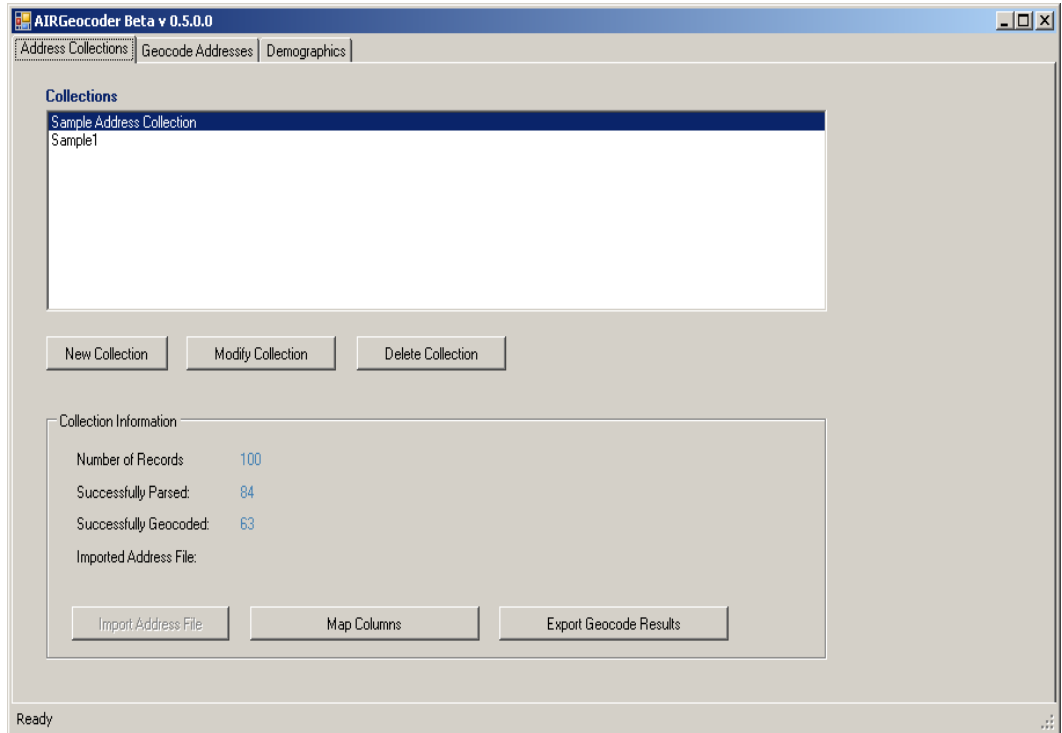 AIRGeocoder Beta v 0.5.0.0
Address Collections Geocode Addresses Demographics
Collections
Sample Address Collection
Sample1
New Collection Modify Collection Delete Collection
Collection Information
Number of Records 100
Successfully Parsed: 84
Successfully Geocoded: 63
Imported Address File:
Import Address File Map Columns Export Geocode Results
Ready